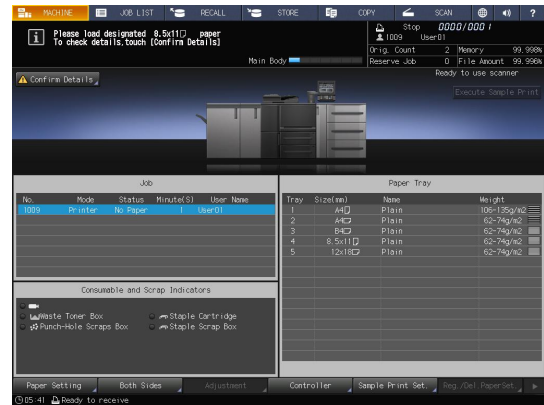 MACHINE JOB LIST RECALL STORE COPY SCAN ?
Please load designated 8.5x11 paper
To check details,touch [Confirm Details]
Main Body
Stop 0000/0001
1009 User01
Orig. Count 2 Memory 99.998%
Reserve Job 0 File Amount 99.996%
Ready to use scanner
Confirm Details
Execute Sample Print
Job
No. Mode Status Minute(S) User Name
1009 Printer No Paper 1 User01
Consumable and Scrap Indicators
Waste Toner Box
Staple Cartridge
Punch-Hole Scraps Box
Staple Scrap Box
Paper Tray
Tray Size(mm) Name Weight
1 A4 Plain 106-135g/m2
2 A4 Plain 62-74g/m2
3 B4 Plain 62-74g/m2
4 8.5x11 Plain 62-74g/m2
5 12x18 Plain 62-74g/m2
Paper Setting Both Sides Adjustment Controller Sample Print Set. Reg./Del PaperSet.
05:41 Ready to receive